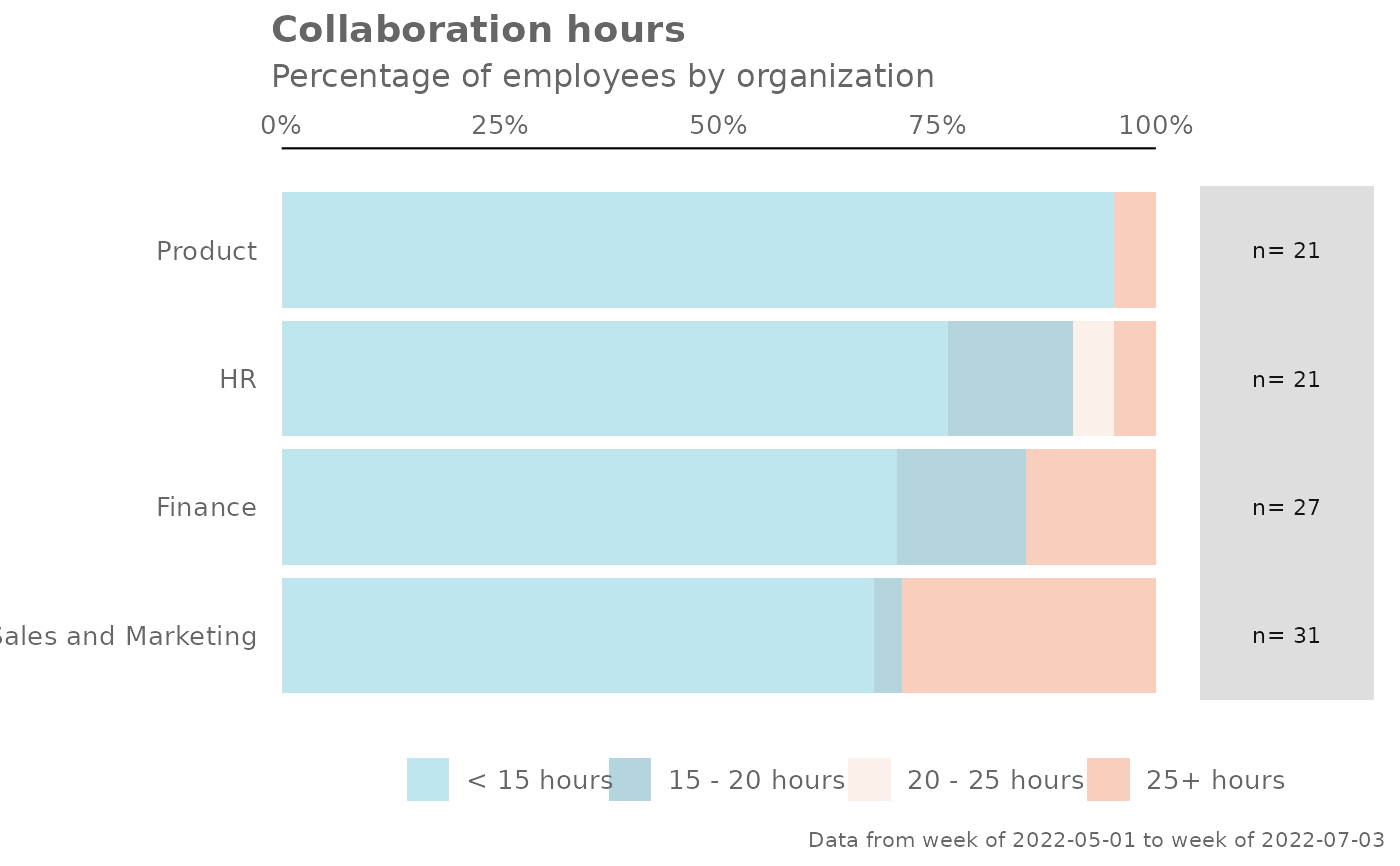 Collaboration hours
Percentage of employees by organization
0% 25% 50% 75% 100%
Product n= 21
HR n= 21
Finance n= 27
Sales and Marketing n= 31
< 15 hours 15 - 20 hours 20 - 25 hours 25+ hours
Data from week of 2022-05-01 to week of 2022-07-03